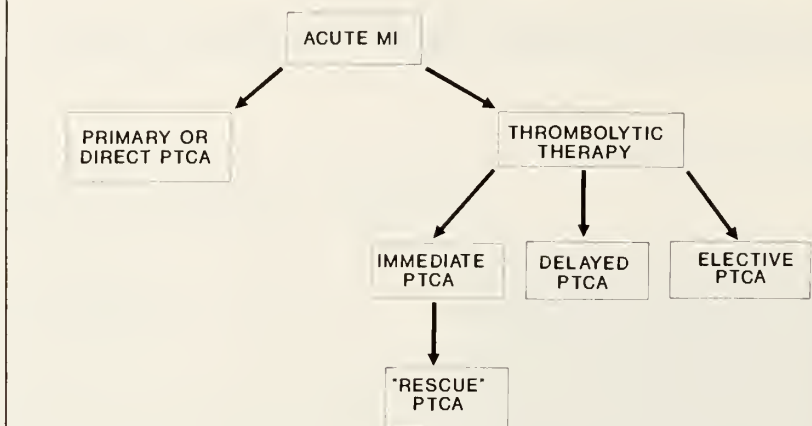 ACUTE MI
PRIMARY OR
DIRECT PTCA
THROMBOLYTIC
THERAPY
IMMEDIATE
PTCA
DELAYED
PTCA
ELECTIVE
PTCA
"RESCUE"
PTCA